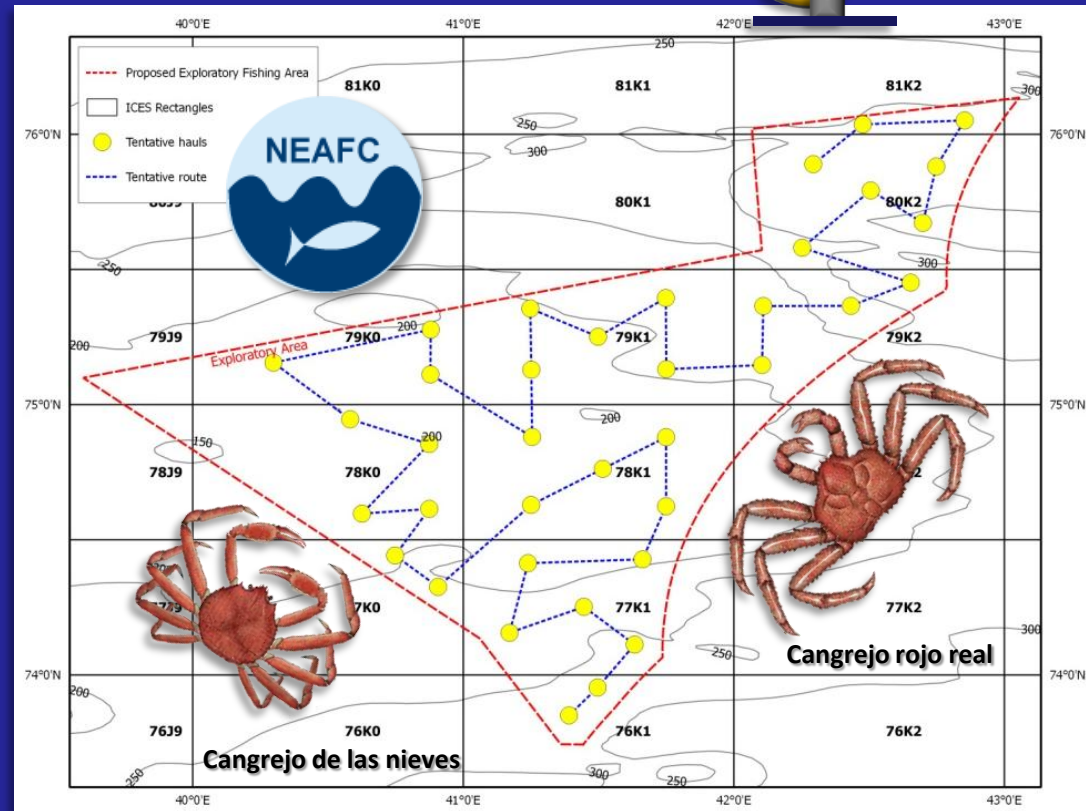 40°0'E 41°0'E 42°0'E 43°0'E
Proposed Exploratory Fishing Area
ICES Rectangles
Tentative hauls
Tentative route
NEAFC
81K0 81K1 81K2
250
300
250
300
76°0'N 76°0'N
80K1 80K2
300
250
79J9 79K0 79K1 79K2
200
200
Exploratory Area
75°0'N 75°0'N
200
150
200
78J9 78K0 78K1
77K1 77K2
300
250
Cangrejo rojo real
74°0'N 74°0'N
200
76J9 76K0 76K1 76K2
Cangrejo de las nieves
250
300
250
40°0'E 41°0'E 42°0'E 43°0'E